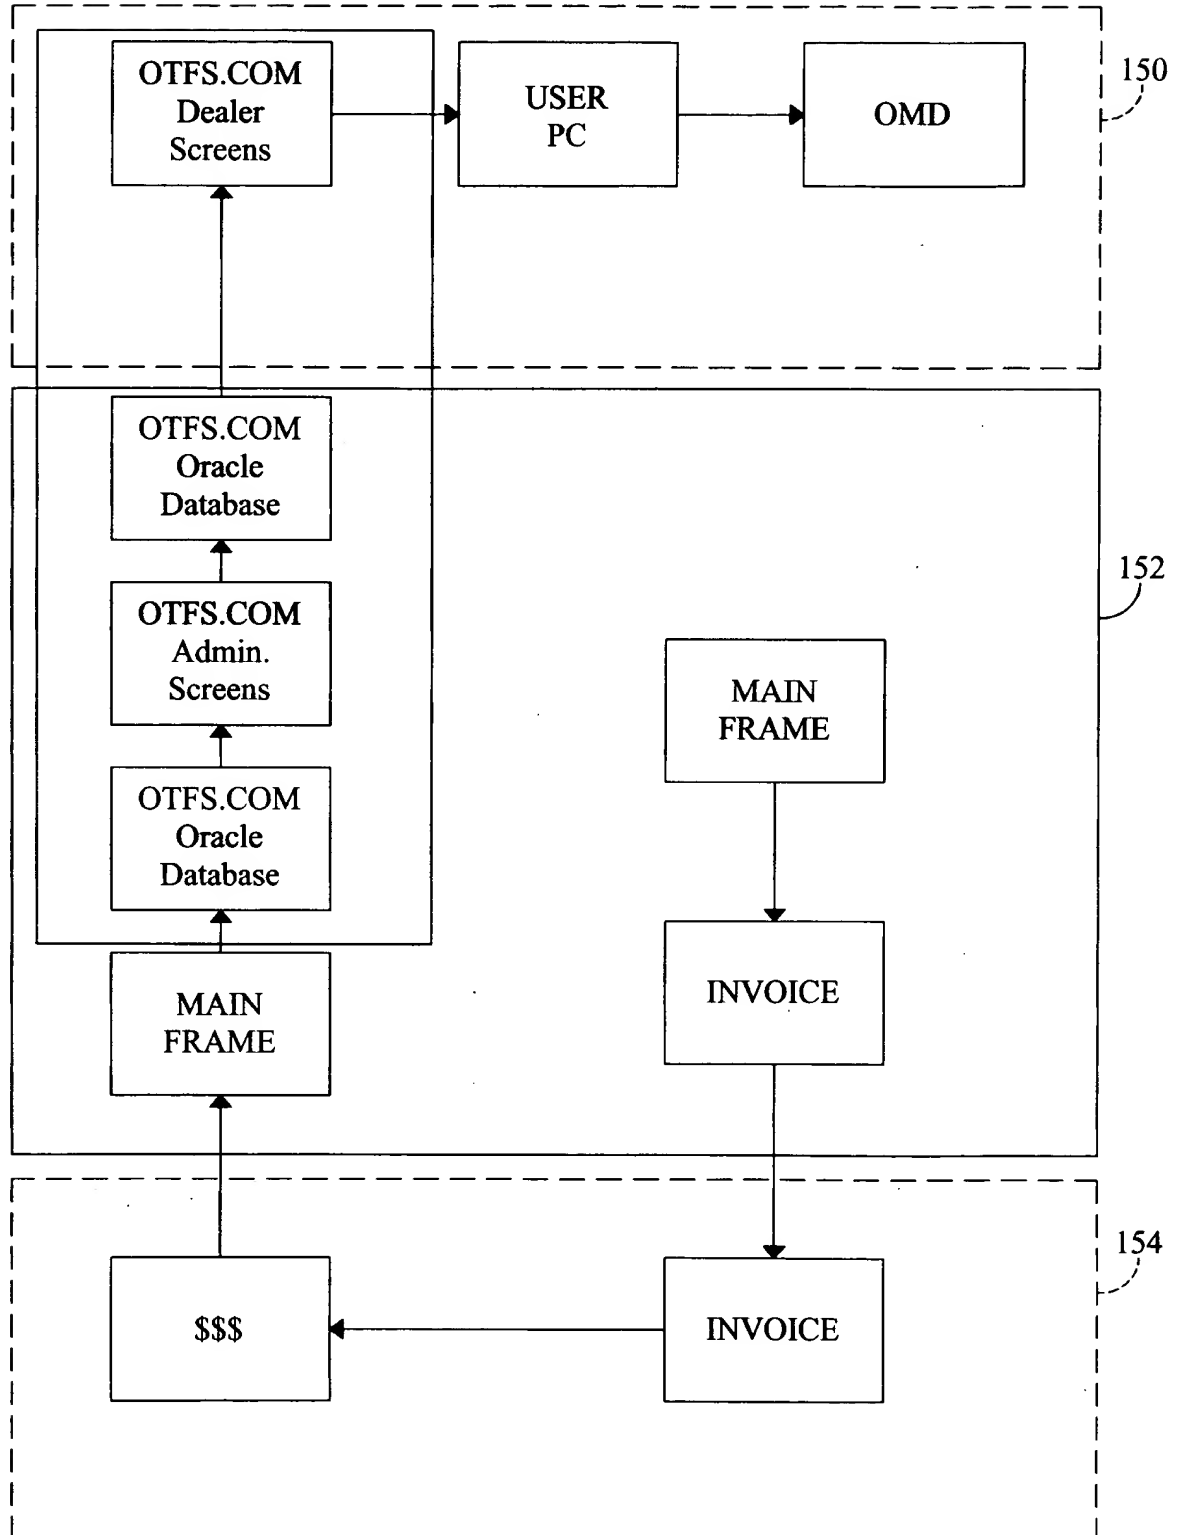 OTFS.COM
Dealer
Screens
USER
PC
OMD
150
OTFS.COM
Oracle
Database
152
OTFS.COM
Admin.
Screens
MAIN
FRAME
OTFS.COM
Oracle
Database
MAIN
FRAME
INVOICE
154
$$$
INVOICE